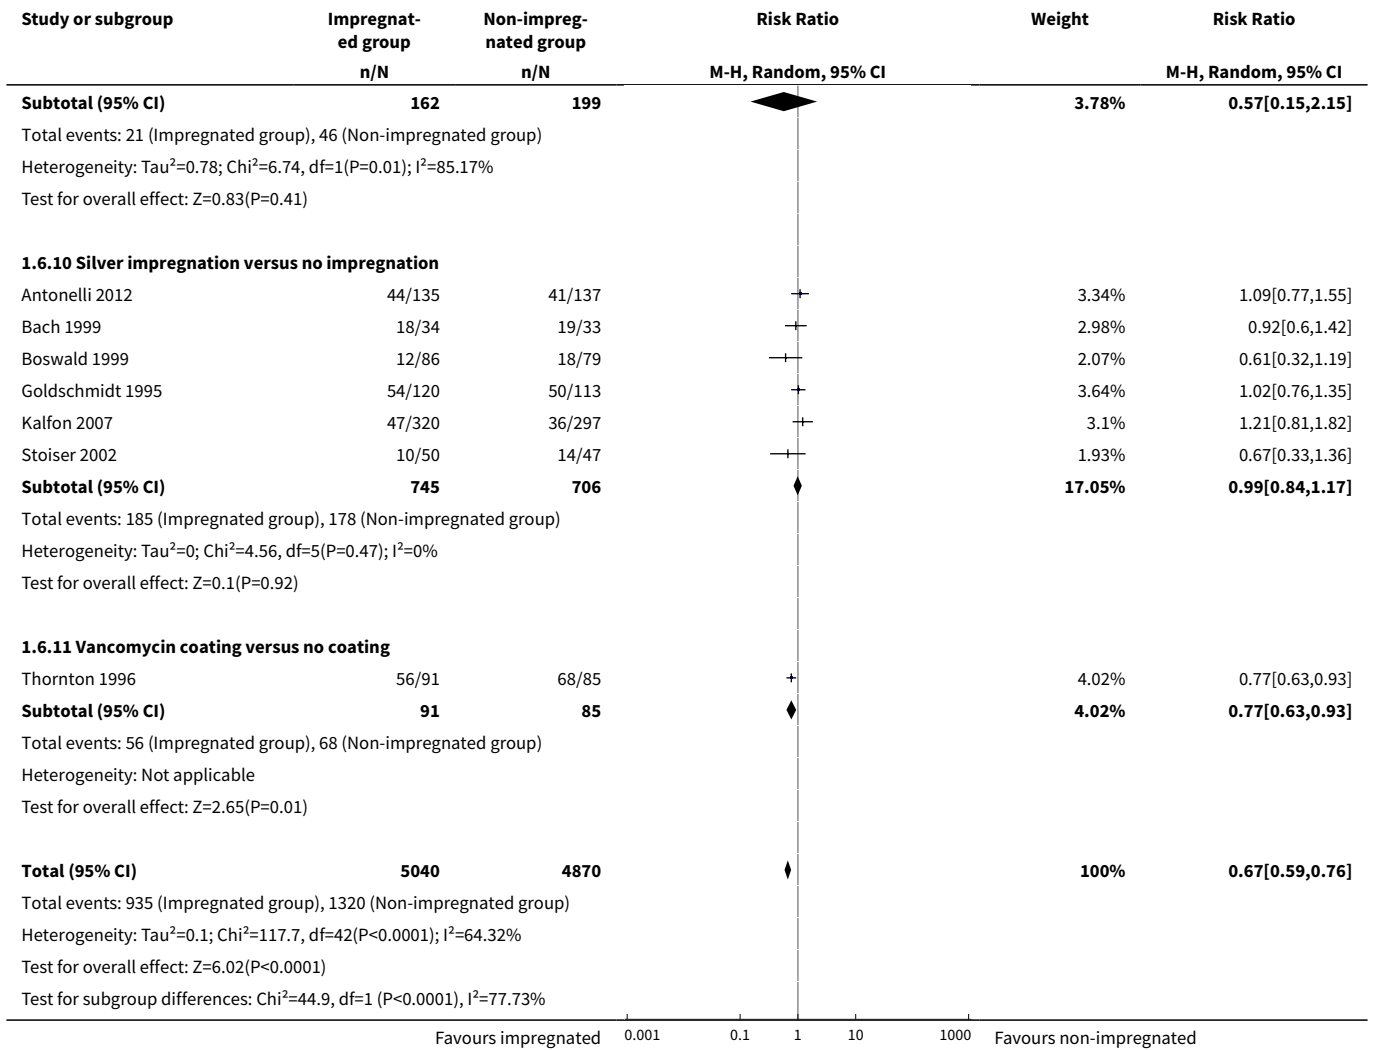 Study or subgroup Impregnat- Non-impreg- Risk Ratio Weight Risk Ratio
ed group nated group
n/N n/N M-H, Random, 95% CI M-H, Random, 95% CI
Subtotal (95% CI) 162 199 3.78% 0.57[0.15,2.15]
Total events: 21 (Impregnated group), 46 (Non-impregnated group)
Heterogeneity: Tau²=0.78; Chi²=6.74, df=1(P=0.01); I²=85.17%
Test for overall effect: Z=0.83(P=0.41)
1.6.10 Silver impregnation versus no impregnation
Antonelli 2012 44/135 41/137 3.34% 1.09[0.77,1.55]
Bach 1999 18/34 19/33 2.98% 0.92[0.6,1.42]
Boswald 1999 12/86 18/79 2.07% 0.61[0.32,1.19]
Goldschmidt 1995 54/120 50/113 3.64% 1.02[0.76,1.35]
Kalfon 2007 47/320 36/297 3.1% 1.21[0.81,1.82]
Stoiser 2002 10/50 14/47 1.93% 0.67[0.33,1.36]
Subtotal (95% CI) 745 706 17.05% 0.99[0.84,1.17]
Total events: 185 (Impregnated group), 178 (Non-impregnated group)
Heterogeneity: Tau²=0; Chi²=4.56, df=5(P=0.47); I²=0%
Test for overall effect: Z=0.1(P=0.92)
1.6.11 Vancomycin coating versus no coating
Thornton 1996 56/91 68/85 4.02% 0.77[0.63,0.93]
Subtotal (95% CI) 91 85 4.02% 0.77[0.63,0.93]
Total events: 56 (Impregnated group), 68 (Non-impregnated group)
Heterogeneity: Not applicable
Test for overall effect: Z=2.65(P=0.01)
Total (95% CI) 5040 4870 100% 0.67[0.59,0.76]
Total events: 935 (Impregnated group), 1320 (Non-impregnated group)
Heterogeneity: Tau²=0.1; Chi²=117.7, df=42(P<0.0001); I²=64.32%
Test for overall effect: Z=6.02(P<0.0001)
Test for subgroup differences: Chi²=44.9, df=1 (P<0.0001), I²=77.73%
Favours impregnated 0.001 0.1 1 10 1000 Favours non-impregnated